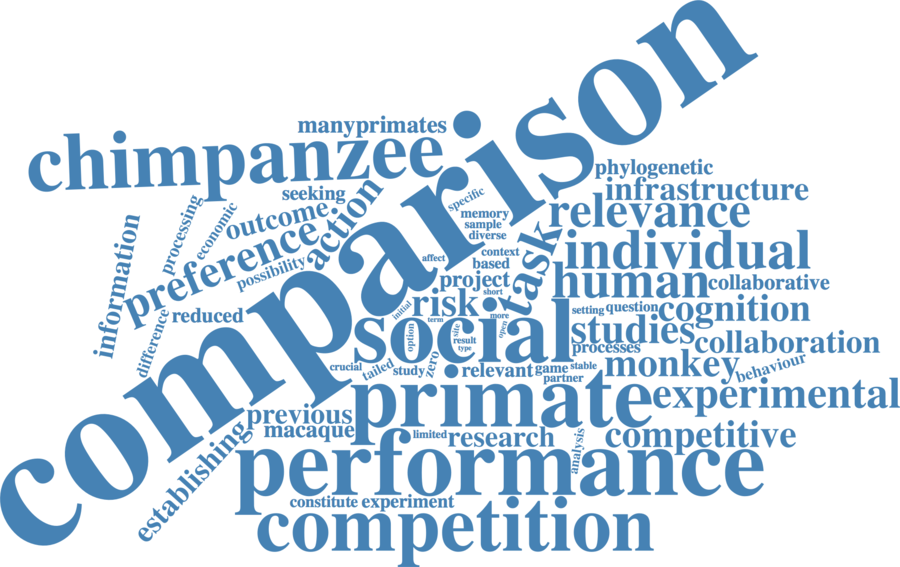 comparison
manyprimates
chimpanzee
seeking
phylogenetic
infrastructure
specific
memory
sample
diverse
relevance
processing
economic
outcome
action
preference
possibility
information
difference
reduced
affect
context
based
project
short
task
individual
human
collaborative
initial
risk
term
more
open
setting
question
cognition
social
option
site
result
type
studies
processes
collaboration
crucial
tailed
study
zero
relevant
game
stable
partner
monkey
behaviour
primate
experimental
previous
macaque
establishing
limited
research
analysis
competitive
performance
constitute
experiment
competition